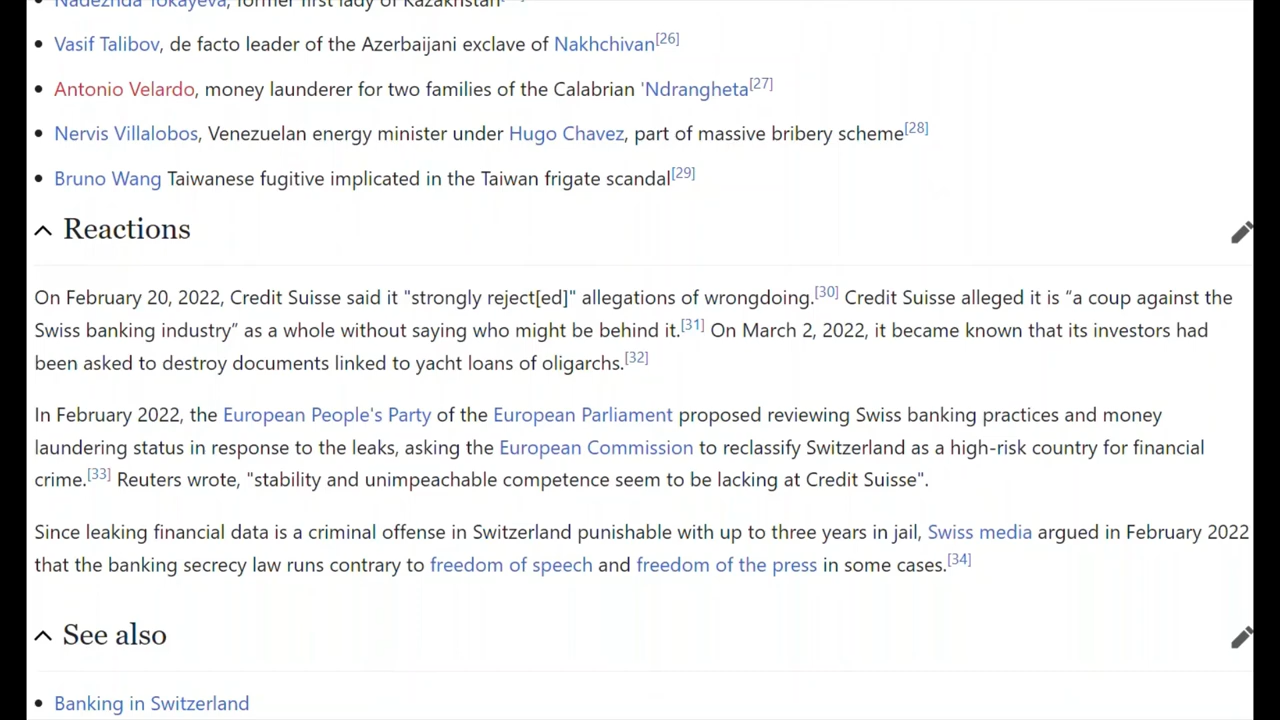 • Nadezhda Tokayeva, former first lady of Kazakhstan
• Vasif Talibov, de facto leader of the Azerbaijani exclave of Nakhchivan[26]
• Antonio Velardo, money launderer for two families of the Calabrian 'Ndrangheta[27]
• Nervis Villalobos, Venezuelan energy minister under Hugo Chavez, part of massive bribery scheme[28]
• Bruno Wang Taiwanese fugitive implicated in the Taiwan frigate scandal[29]
Reactions
On February 20, 2022, Credit Suisse said it "strongly reject[ed]" allegations of wrongdoing.[30] Credit Suisse alleged it is “a coup against the
Swiss banking industry” as a whole without saying who might be behind it.[31] On March 2, 2022, it became known that its investors had
been asked to destroy documents linked to yacht loans of oligarchs.[32]
In February 2022, the European People's Party of the European Parliament proposed reviewing Swiss banking practices and money
laundering status in response to the leaks, asking the European Commission to reclassify Switzerland as a high-risk country for financial
crime.[33] Reuters wrote, "stability and unimpeachable competence seem to be lacking at Credit Suisse".
Since leaking financial data is a criminal offense in Switzerland punishable with up to three years in jail, Swiss media argued in February 2022
that the banking secrecy law runs contrary to freedom of speech and freedom of the press in some cases.[34]
See also
• Banking in Switzerland